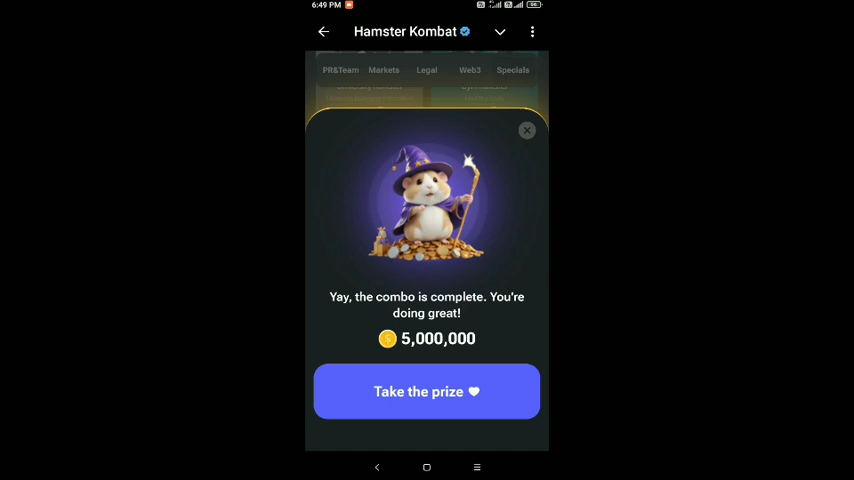 6:49 PM
Hamster Kombat
PR&Team Markets Legal Web3 Specials
Yay, the combo is complete. You're
doing great!
5,000,000
Take the prize